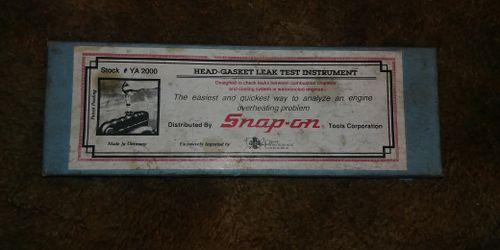 Stock # YA 2000
HEAD-GASKET LEAK TEST INSTRUMENT
Designed to check leaks between combustion chambers
and cooling system in watercooled engines
The easiest and quickest way to analyze an engine
overheating problem
Patent Pending
Distributed By Snap-on Tools Corporation
Made In Germany
Exclusively Imported by